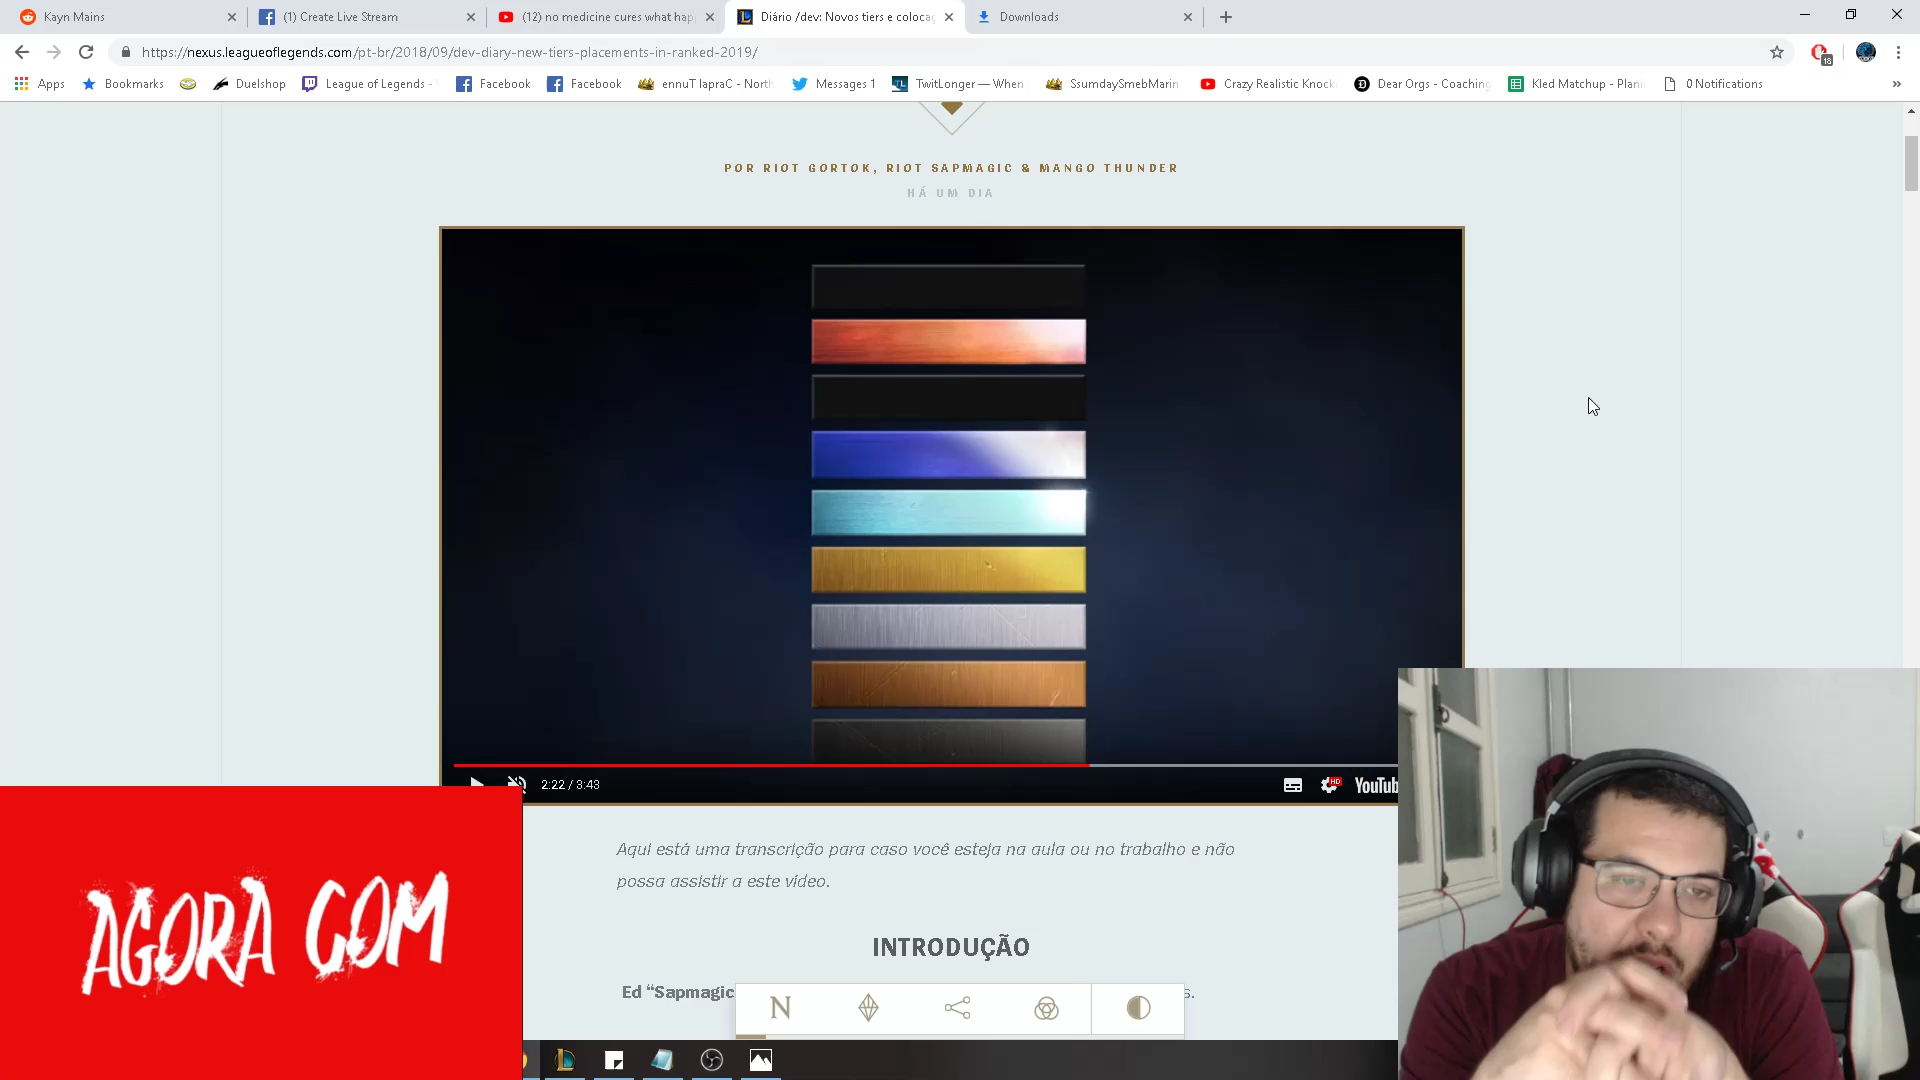 Kayn Mains
(1) Create Live Stream
(12) no medicine cures what hap
Diário /dev: Novos tiers e coloca
Downloads
https://nexus.leagueoflegends.com/pt-br/2018/09/dev-diary-new-tiers-placements-in-ranked-2019/
18
Apps
Bookmarks
Duelshop
League of Legends -
Facebook
Facebook
ennuT lapraC - North
Messages 1
TL
TwitLonger — When
SsumdaySmebMarin
Crazy Realistic Knock
Dear Orgs - Coaching
Kled Matchup - Plani
0 Notifications
»
POR RIOT GORTOK, RIOT SAPMAGIC & MANGO THUNDER
HÁ UM DIA
2:22 / 3:43
HD
YouTub
Aqui está uma transcrição para caso você esteja na aula ou no trabalho e não
possa assistir a este vídeo.
INTRODUÇÃO
Ed “Sapmagic
s.
N
AGORA COM